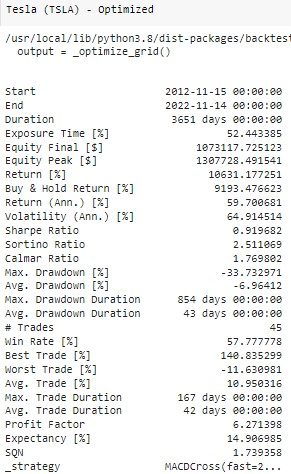 Tesla (TSLA) - Optimized
/usr/local/lib/python3.8/dist-packages/backtest
output = _optimize_grid()
Start 2012-11-15 00:00:00
End 2022-11-14 00:00:00
Duration 3651 days 00:00:00
Exposure Time [%] 52.443385
Equity Final [$] 1073117.725123
Equity Peak [$] 1307728.491541
Return [%] 10631.177251
Buy & Hold Return [%] 9193.476623
Return (Ann.) [%] 59.700681
Volatility (Ann.) [%] 64.914514
Sharpe Ratio 0.919682
Sortino Ratio 2.511069
Calmar Ratio 1.769802
Max. Drawdown [%] -33.732971
Avg. Drawdown [%] -6.96412
Max. Drawdown Duration 854 days 00:00:00
Avg. Drawdown Duration 43 days 00:00:00
# Trades 45
Win Rate [%] 57.777778
Best Trade [%] 140.835299
Worst Trade [%] -11.630981
Avg. Trade [%] 10.950316
Max. Trade Duration 167 days 00:00:00
Avg. Trade Duration 42 days 00:00:00
Profit Factor 6.271398
Expectancy [%] 14.906985
SQN 1.739358
_strategy MACDCross(fast=2...